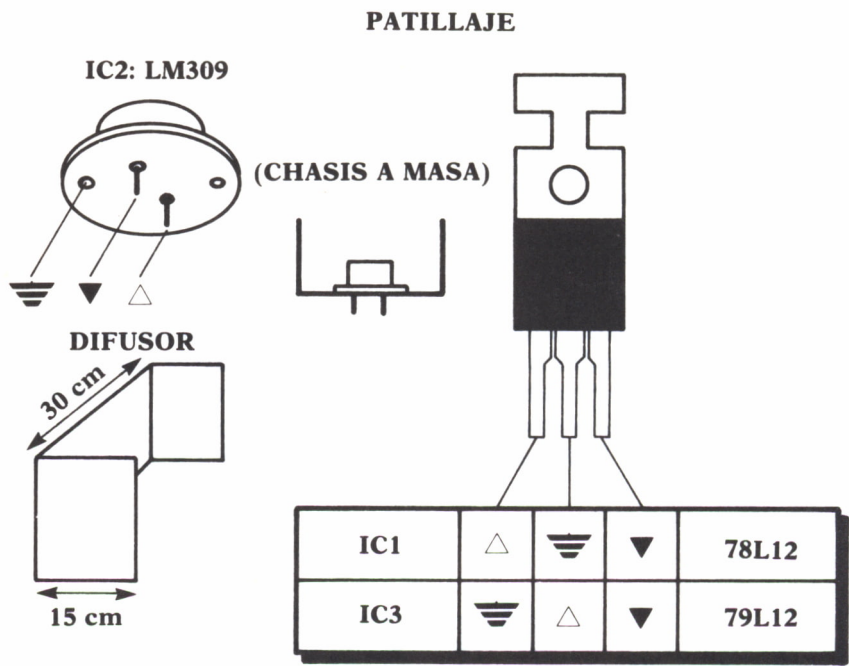 PATILLAJE
IC2: LM309
(CHASIS A MASA)
DIFUSOR
30 cm
15 cm
IC1 78L12
IC3 79L12